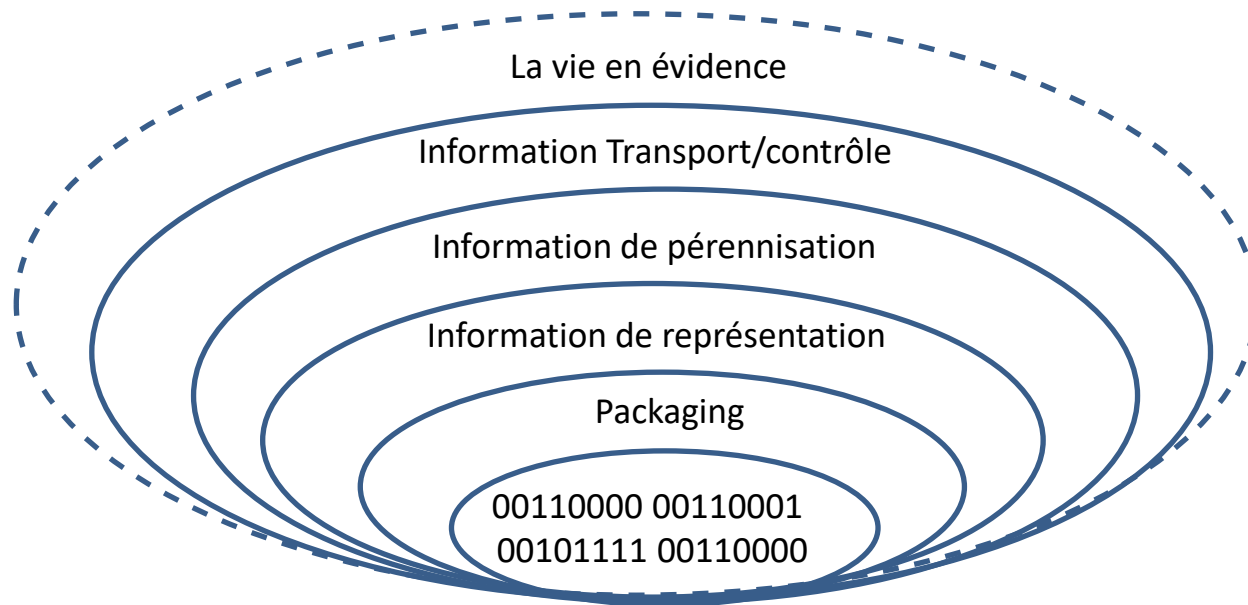 La vie en évidence
Information Transport/contrôle
Information de pérennisation
Information de représentation
Packaging
00110000 00110001
00101111 00110000